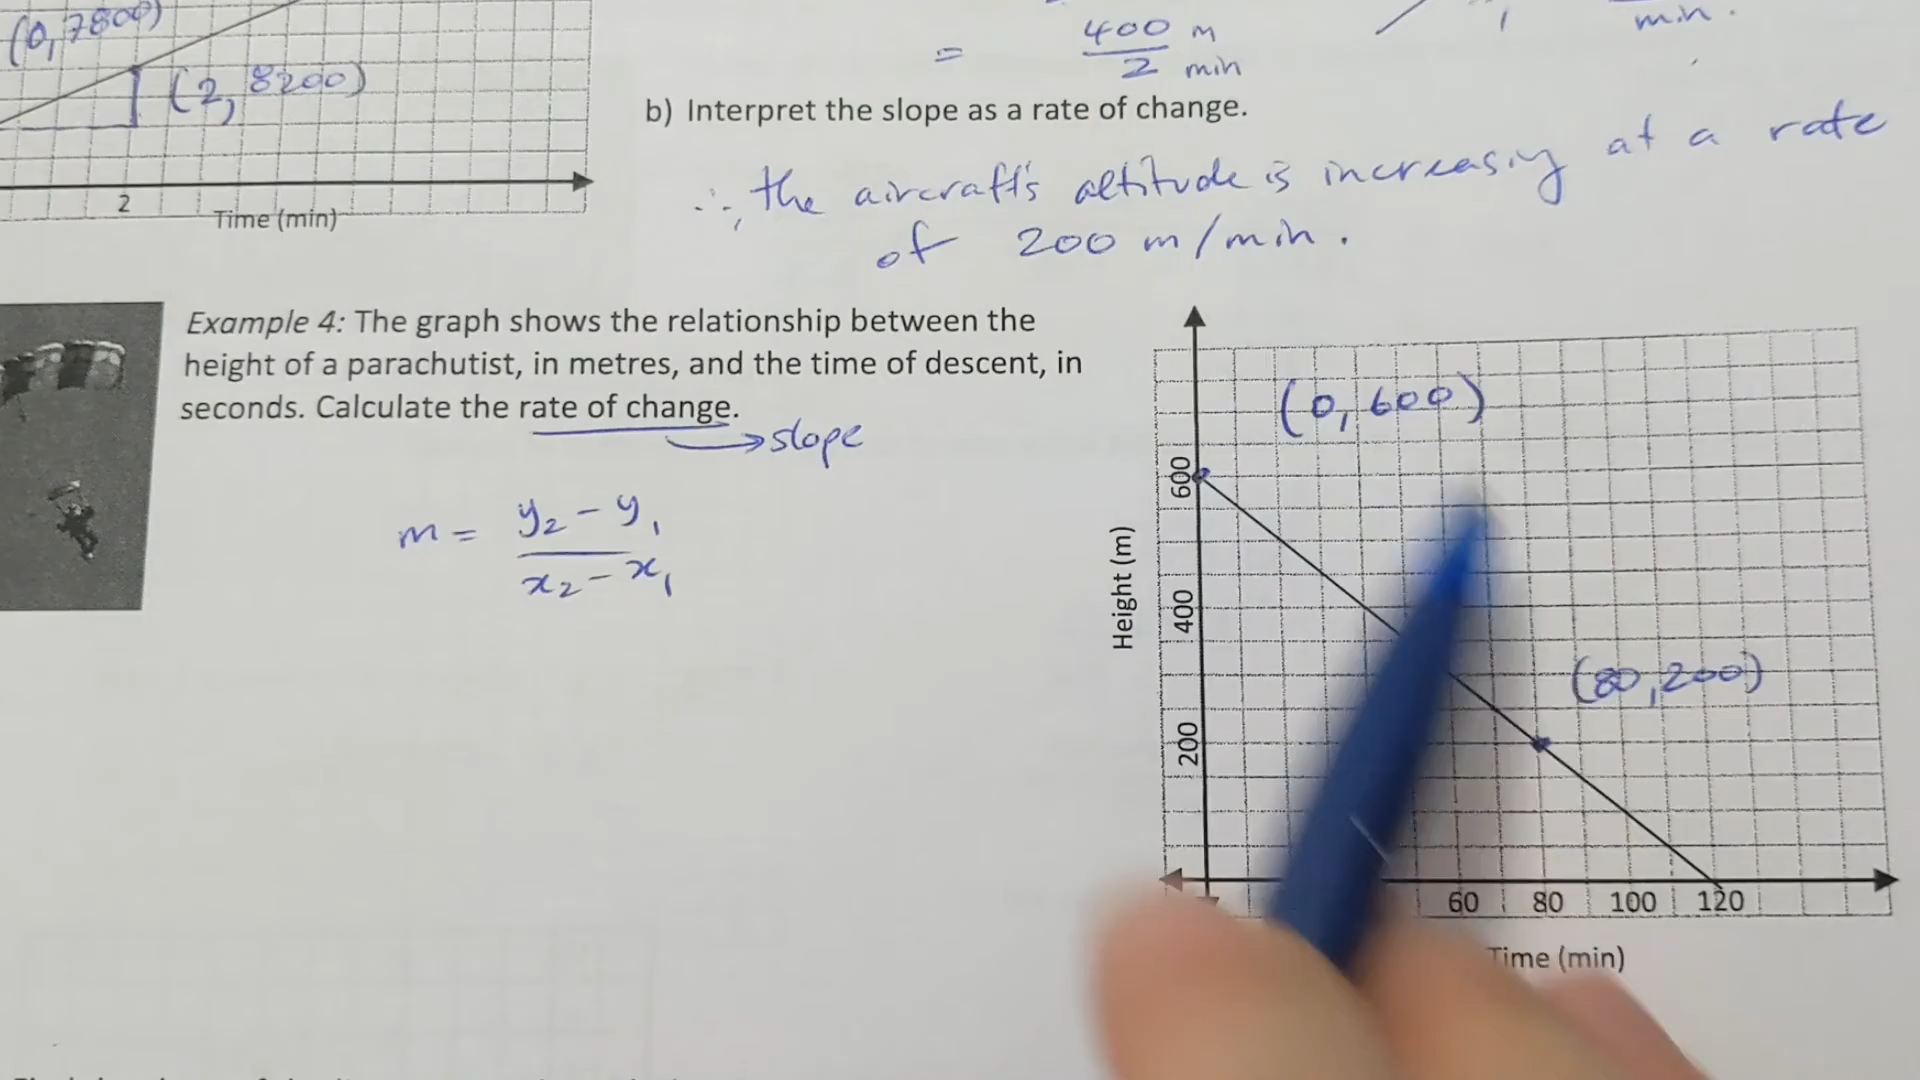 (0, 7800)
(2, 8200)
2
Time (min)
= 400 m
2 min
1
min.
b) Interpret the slope as a rate of change.
∴, the aircraft's altitude is increasing at a rate
of 200 m/min.
Example 4: The graph shows the relationship between the
height of a parachutist, in metres, and the time of descent, in
seconds. Calculate the rate of change.
→ slope
m = y₂ - y₁
x₂ - x₁
(0, 600)
600
400
200
Height (m)
(80, 200)
60 80 100 120
Time (min)